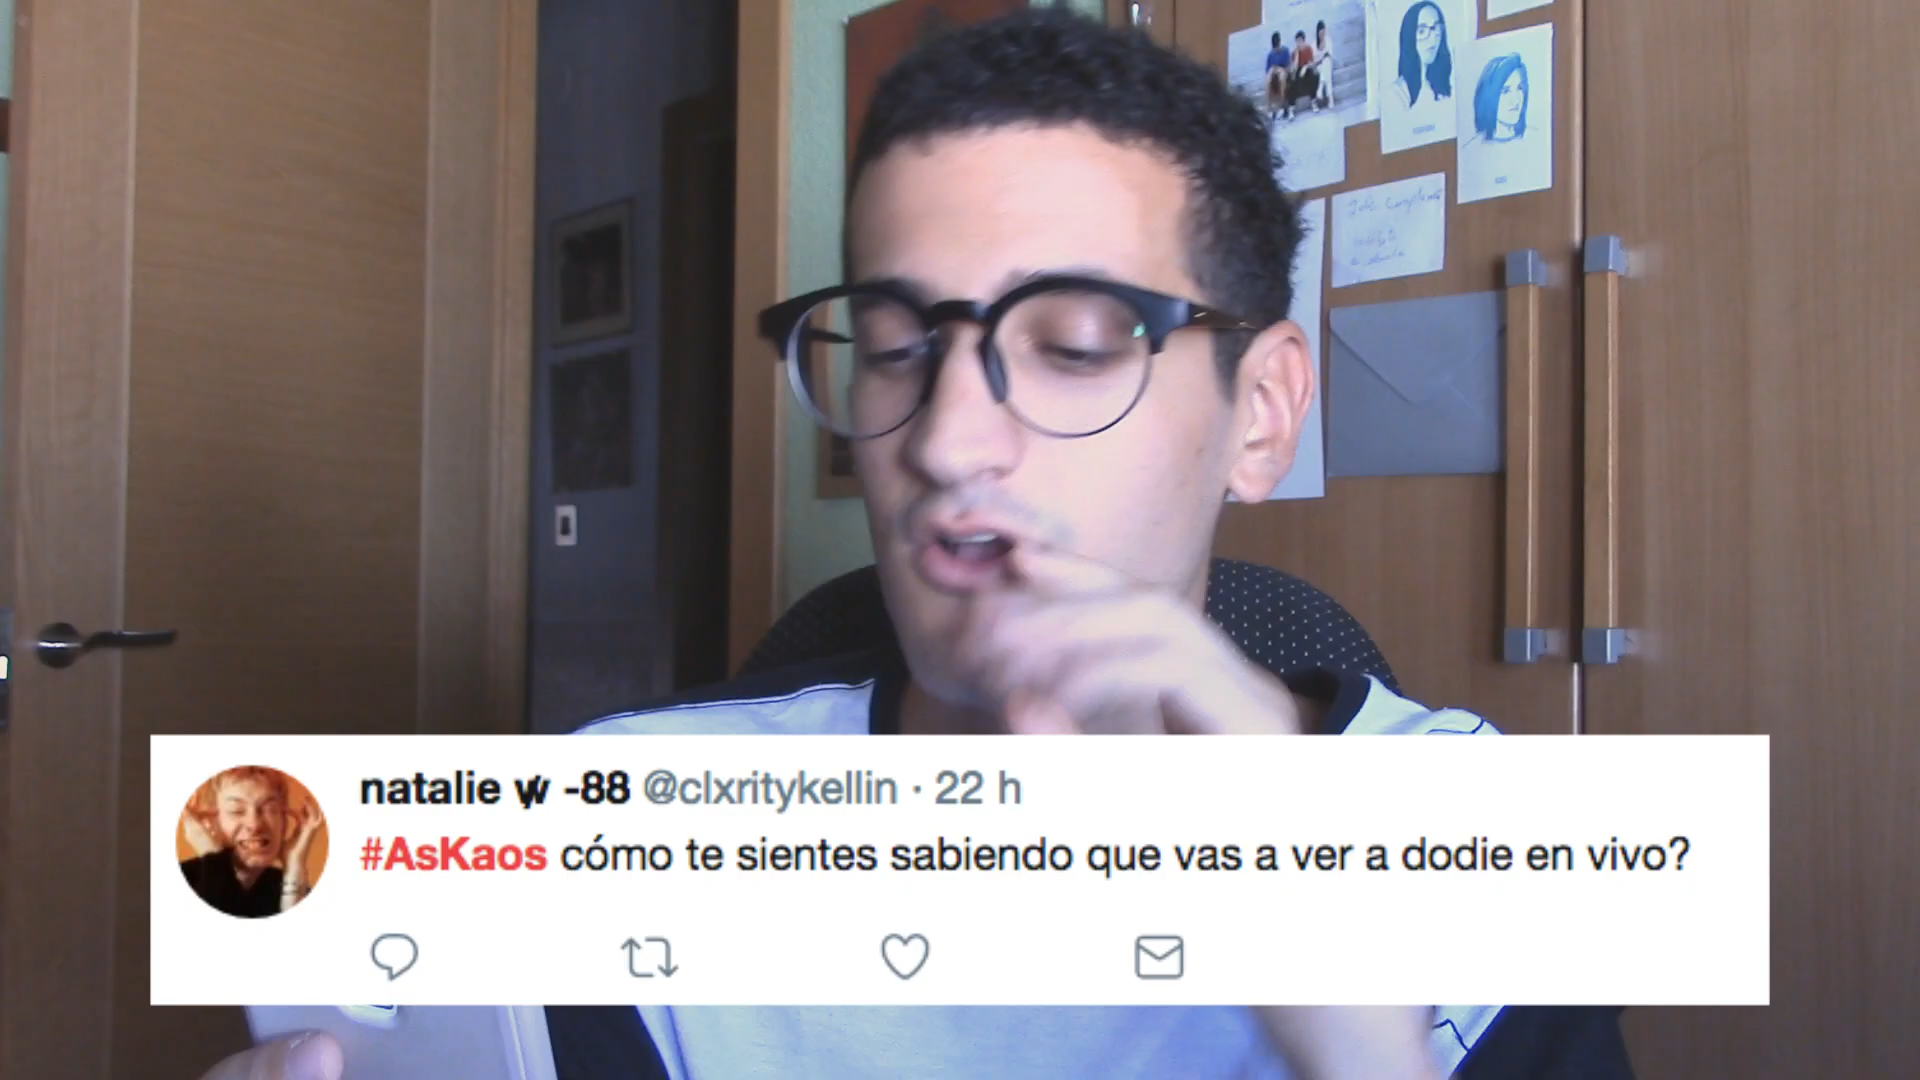 natalie -88 @clxritykellin · 22 h
#AsKaos cómo te sientes sabiendo que vas a ver a dodie en vivo?